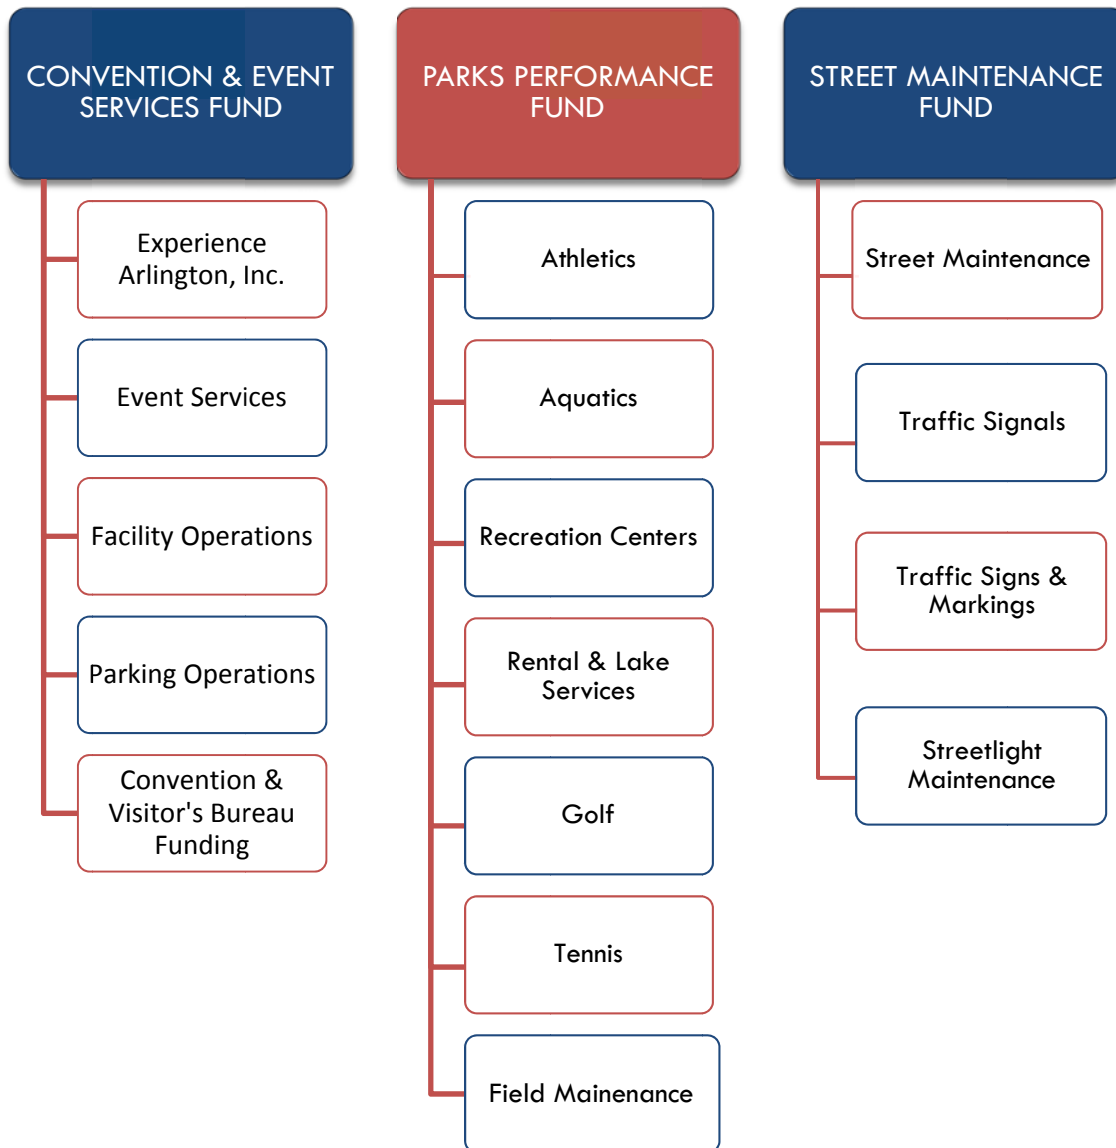 CONVENTION & EVENT
SERVICES FUND
Experience
Arlington, Inc.
Event Services
Facility Operations
Parking Operations
Convention &
Visitor's Bureau
Funding
PARKS PERFORMANCE
FUND
Athletics
Aquatics
Recreation Centers
Rental & Lake
Services
Golf
Tennis
Field Mainenance
STREET MAINTENANCE
FUND
Street Maintenance
Traffic Signals
Traffic Signs &
Markings
Streetlight
Maintenance